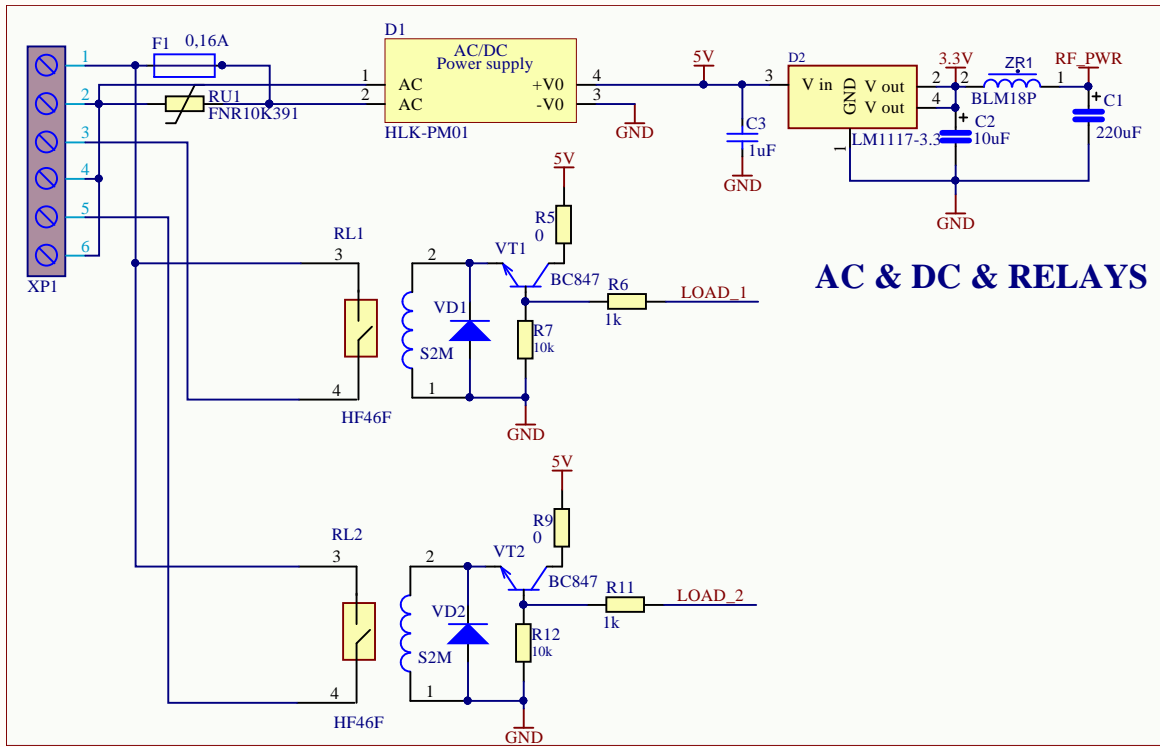 D1
F1 0,16A
AC/DC
Power supply
1 AC +V0 4
2 AC -V0 3
HLK-PM01
GND
RU1
FNR10K391
1
2
3
4
5
6
XP1
5V
C3
1uF
GND
D2
3 V in GND V out 2
V out 4
1
LM1117-3.3
3.3V
2 ZR1 1
BLM18P
RF_PWR
+ C1
220uF
+ C2
10uF
GND
AC & DC & RELAYS
5V
R5
0
RL1
3
4
HF46F
2
1
VT1
BC847
VD1
S2M
R6
1k
LOAD_1
R7
10k
GND
5V
R9
0
RL2
3
4
HF46F
2
1
VT2
BC847
VD2
S2M
R11
1k
LOAD_2
R12
10k
GND